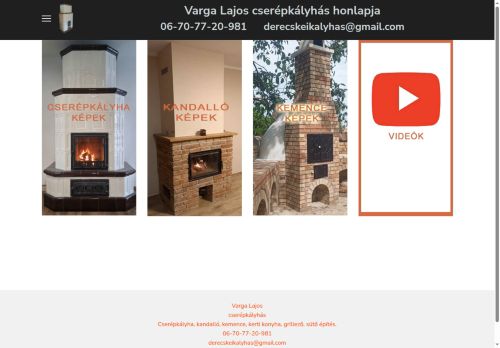 Varga Lajos cserépkályhás honlapja
06-70-77-20-981 derecskeikalyhas@gmail.com
CSERÉPKÁLYHA
KÉPEK
KANDALLÓ
KÉPEK
KEMENCE
KÉPEK
VIDEÓK
Varga Lajos
cserépkályhás
Cserépkályha, kandalló, kemence, kerti konyha, grillező, sütő építés.
06-70-77-20-981
derecskeikalyhas@gmail.com